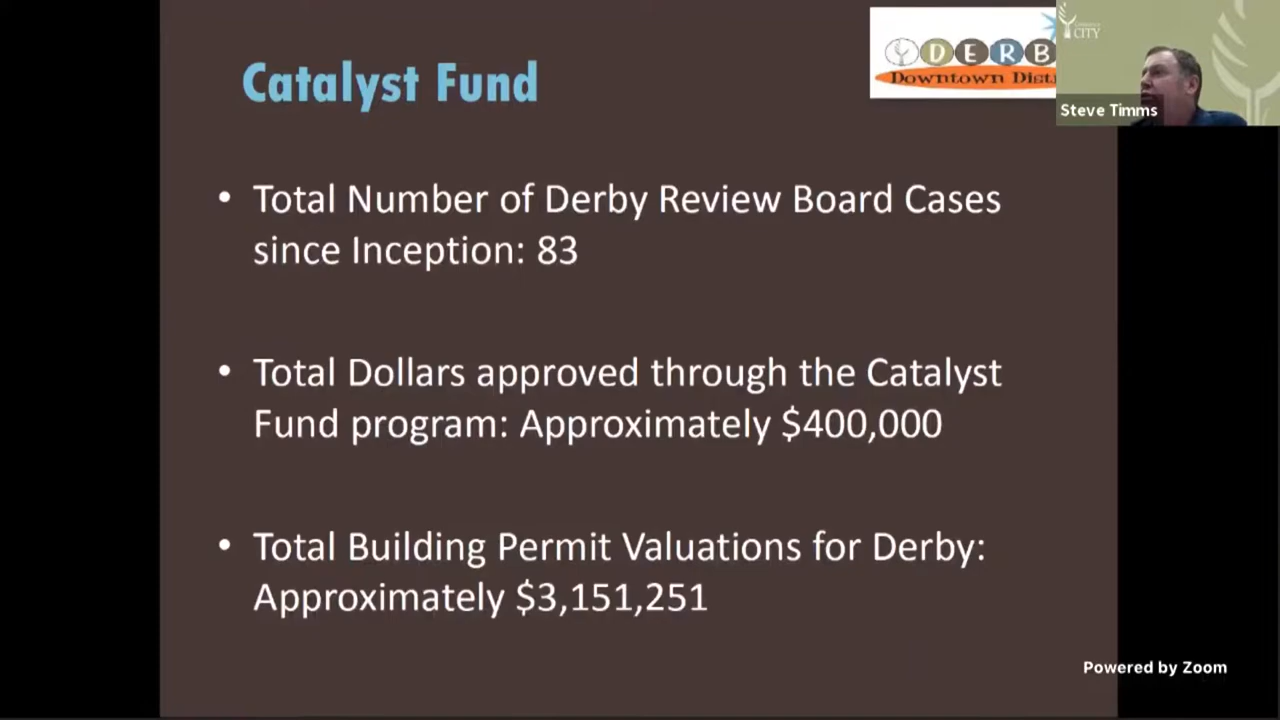 Catalyst Fund
DERB
Downtown Dist
CITY
Steve Timms
• Total Number of Derby Review Board Cases
since Inception: 83
• Total Dollars approved through the Catalyst
Fund program: Approximately $400,000
• Total Building Permit Valuations for Derby:
Approximately $3,151,251
Powered by Zoom